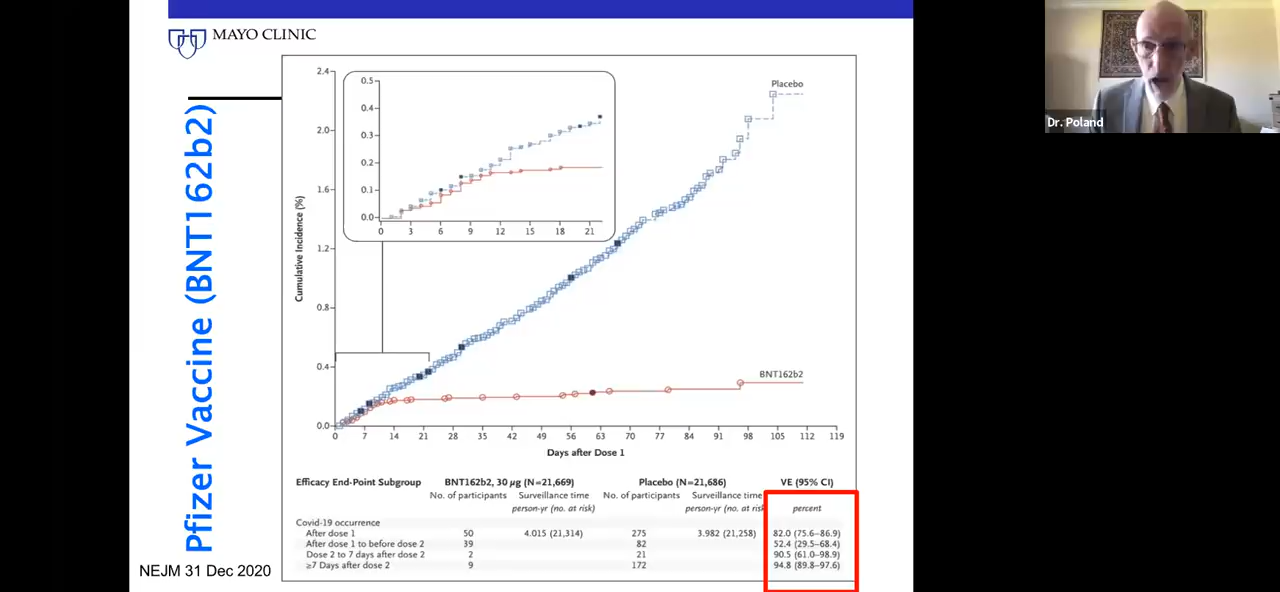 MAYO CLINIC
Pfizer Vaccine (BNT162b2)
2.4
2.0
1.6
1.2
0.8
0.4
0.0
Cumulative Incidence (%)
0.5
0.4
0.3
0.2
0.1
0.0
0 3 6 9 12 15 18 21
Placebo
BNT162b2
0 7 14 21 28 35 42 49 56 63 70 77 84 91 98 105 112 119
Days after Dose 1
Efficacy End-Point Subgroup BNT162b2, 30 μg (N=21,669) Placebo (N=21,686) VE (95% CI)
No. of participants Surveillance time No. of participants Surveillance time
person-yr (no. at risk) person-yr (no. at risk) percent
Covid-19 occurrence
After dose 1 50 4.015 (21,314) 275 3.982 (21,258) 82.0 (75.6–86.9)
After dose 1 to before dose 2 39 82 52.4 (29.5–68.4)
Dose 2 to 7 days after dose 2 2 21 90.5 (61.0–98.9)
≥7 Days after dose 2 9 172 94.8 (89.8–97.6)
NEJM 31 Dec 2020
Dr. Poland